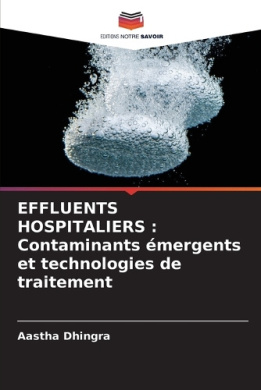 EDITIONS NOTRE SAVOIR
EFFLUENTS
HOSPITALIERS :
Contaminants émergents
et technologies de
traitement
Aastha Dhingra